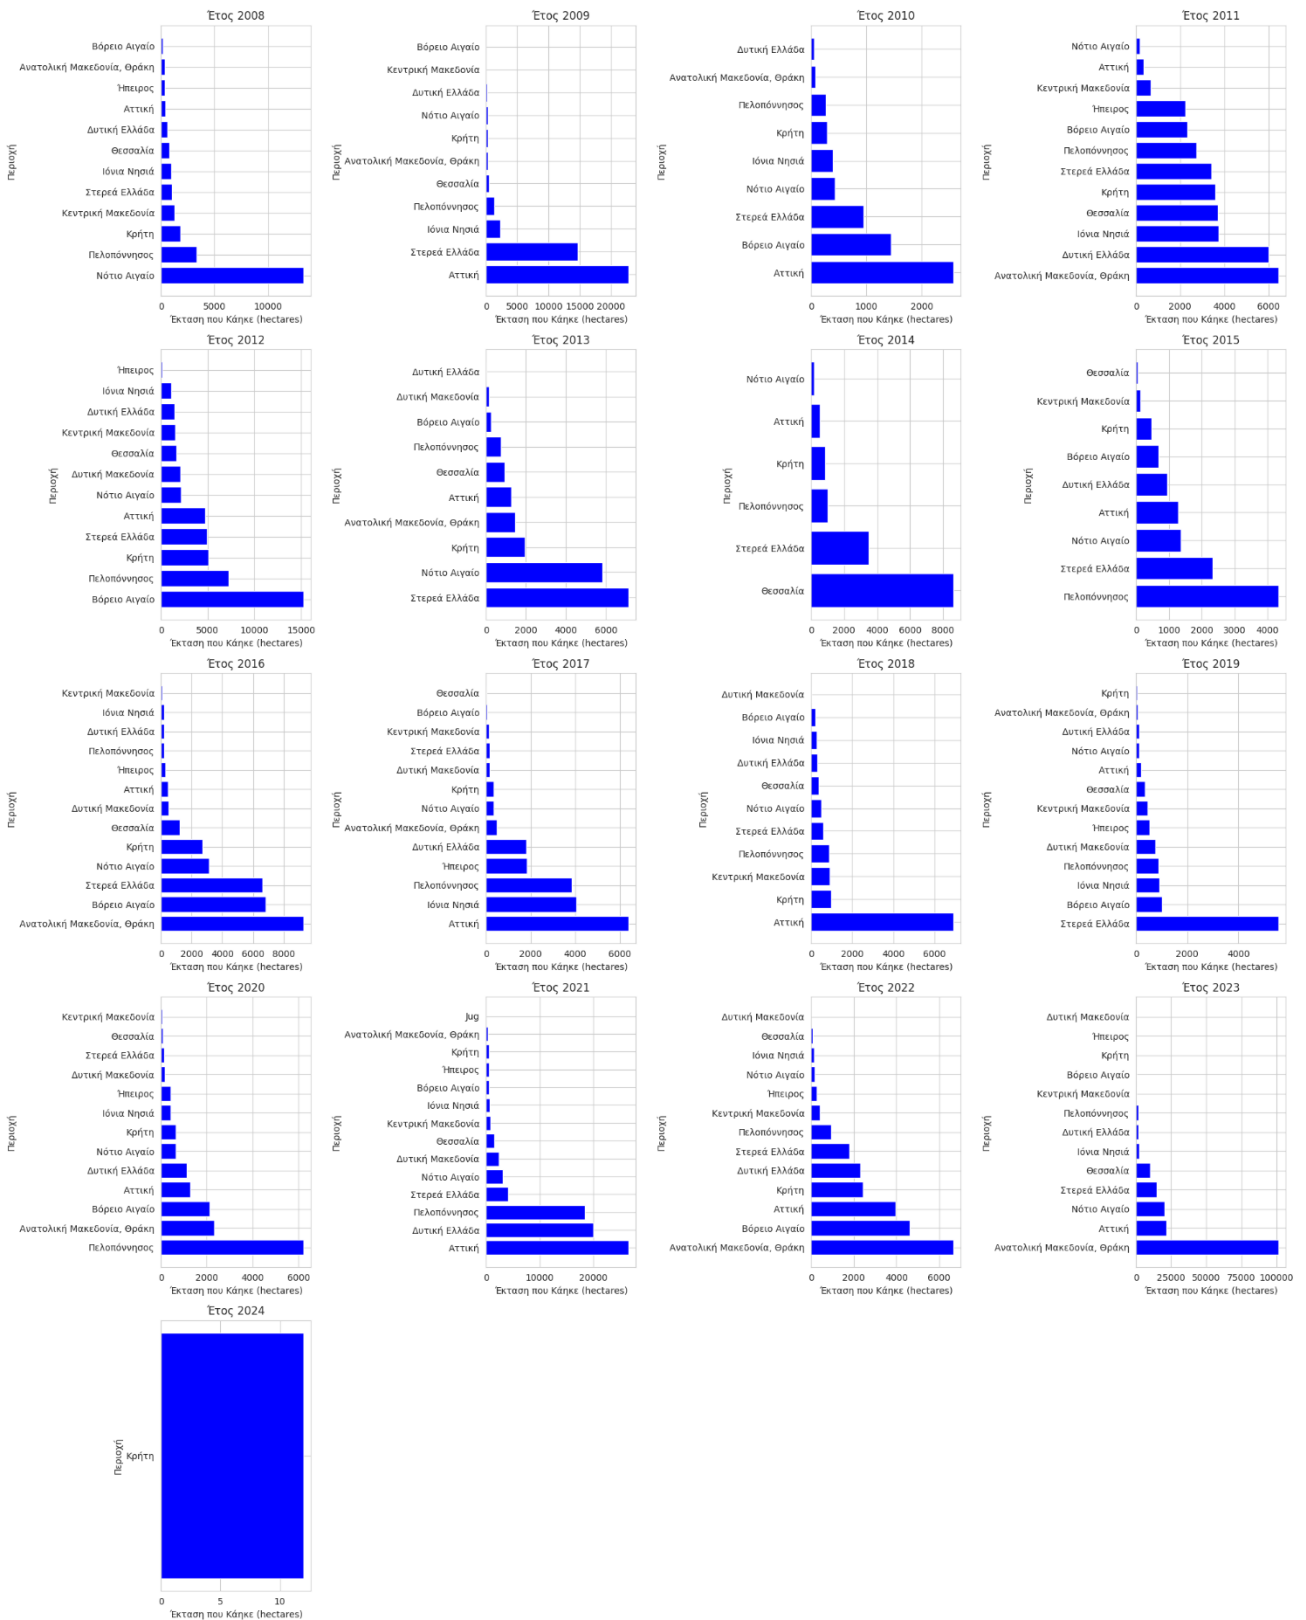 Έτος 2008
Περιοχή
Βόρειο Αιγαίο
Ανατολική Μακεδονία, Θράκη
Ήπειρος
Αττική
Δυτική Ελλάδα
Θεσσαλία
Ιόνια Νησιά
Στερεά Ελλάδα
Κεντρική Μακεδονία
Κρήτη
Πελοπόννησος
Νότιο Αιγαίο
0 5000 10000
Έκταση που Κάηκε (hectares)
Έτος 2009
Περιοχή
Βόρειο Αιγαίο
Κεντρική Μακεδονία
Δυτική Ελλάδα
Νότιο Αιγαίο
Κρήτη
Ανατολική Μακεδονία, Θράκη
Θεσσαλία
Πελοπόννησος
Ιόνια Νησιά
Στερεά Ελλάδα
Αττική
0 5000 10000 15000 20000
Έκταση που Κάηκε (hectares)
Έτος 2010
Περιοχή
Δυτική Ελλάδα
Ανατολική Μακεδονία, Θράκη
Πελοπόννησος
Κρήτη
Ιόνια Νησιά
Νότιο Αιγαίο
Στερεά Ελλάδα
Βόρειο Αιγαίο
Αττική
0 1000 2000
Έκταση που Κάηκε (hectares)
Έτος 2011
Περιοχή
Νότιο Αιγαίο
Αττική
Κεντρική Μακεδονία
Ήπειρος
Βόρειο Αιγαίο
Πελοπόννησος
Στερεά Ελλάδα
Κρήτη
Θεσσαλία
Ιόνια Νησιά
Δυτική Ελλάδα
Ανατολική Μακεδονία, Θράκη
0 2000 4000 6000
Έκταση που Κάηκε (hectares)
Έτος 2012
Περιοχή
Ήπειρος
Ιόνια Νησιά
Δυτική Ελλάδα
Κεντρική Μακεδονία
Θεσσαλία
Δυτική Μακεδονία
Νότιο Αιγαίο
Αττική
Στερεά Ελλάδα
Κρήτη
Πελοπόννησος
Βόρειο Αιγαίο
0 5000 10000 15000
Έκταση που Κάηκε (hectares)
Έτος 2013
Περιοχή
Δυτική Ελλάδα
Δυτική Μακεδονία
Βόρειο Αιγαίο
Πελοπόννησος
Θεσσαλία
Αττική
Ανατολική Μακεδονία, Θράκη
Κρήτη
Νότιο Αιγαίο
Στερεά Ελλάδα
0 2000 4000 6000
Έκταση που Κάηκε (hectares)
Έτος 2014
Περιοχή
Νότιο Αιγαίο
Αττική
Κρήτη
Πελοπόννησος
Στερεά Ελλάδα
Θεσσαλία
0 2000 4000 6000 8000
Έκταση που Κάηκε (hectares)
Έτος 2015
Περιοχή
Θεσσαλία
Κεντρική Μακεδονία
Κρήτη
Βόρειο Αιγαίο
Δυτική Ελλάδα
Αττική
Νότιο Αιγαίο
Στερεά Ελλάδα
Πελοπόννησος
0 1000 2000 3000 4000
Έκταση που Κάηκε (hectares)
Έτος 2016
Περιοχή
Κεντρική Μακεδονία
Ιόνια Νησιά
Δυτική Ελλάδα
Πελοπόννησος
Ήπειρος
Αττική
Δυτική Μακεδονία
Θεσσαλία
Κρήτη
Νότιο Αιγαίο
Στερεά Ελλάδα
Βόρειο Αιγαίο
Ανατολική Μακεδονία, Θράκη
0 2000 4000 6000 8000
Έκταση που Κάηκε (hectares)
Έτος 2017
Περιοχή
Θεσσαλία
Βόρειο Αιγαίο
Κεντρική Μακεδονία
Στερεά Ελλάδα
Δυτική Μακεδονία
Κρήτη
Νότιο Αιγαίο
Ανατολική Μακεδονία, Θράκη
Δυτική Ελλάδα
Ήπειρος
Πελοπόννησος
Ιόνια Νησιά
Αττική
0 2000 4000 6000
Έκταση που Κάηκε (hectares)
Έτος 2018
Περιοχή
Δυτική Μακεδονία
Βόρειο Αιγαίο
Ιόνια Νησιά
Δυτική Ελλάδα
Θεσσαλία
Νότιο Αιγαίο
Στερεά Ελλάδα
Πελοπόννησος
Κεντρική Μακεδονία
Κρήτη
Αττική
0 2000 4000 6000
Έκταση που Κάηκε (hectares)
Έτος 2019
Περιοχή
Κρήτη
Ανατολική Μακεδονία, Θράκη
Δυτική Ελλάδα
Νότιο Αιγαίο
Αττική
Θεσσαλία
Κεντρική Μακεδονία
Ήπειρος
Δυτική Μακεδονία
Πελοπόννησος
Ιόνια Νησιά
Βόρειο Αιγαίο
Στερεά Ελλάδα
0 2000 4000
Έκταση που Κάηκε (hectares)
Έτος 2020
Περιοχή
Κεντρική Μακεδονία
Θεσσαλία
Στερεά Ελλάδα
Δυτική Μακεδονία
Ήπειρος
Ιόνια Νησιά
Κρήτη
Νότιο Αιγαίο
Δυτική Ελλάδα
Αττική
Βόρειο Αιγαίο
Ανατολική Μακεδονία, Θράκη
Πελοπόννησος
0 2000 4000 6000
Έκταση που Κάηκε (hectares)
Έτος 2021
Περιοχή
Jug
Ανατολική Μακεδονία, Θράκη
Κρήτη
Ήπειρος
Βόρειο Αιγαίο
Ιόνια Νησιά
Κεντρική Μακεδονία
Θεσσαλία
Δυτική Μακεδονία
Νότιο Αιγαίο
Στερεά Ελλάδα
Πελοπόννησος
Δυτική Ελλάδα
Αττική
0 10000 20000
Έκταση που Κάηκε (hectares)
Έτος 2022
Περιοχή
Δυτική Μακεδονία
Θεσσαλία
Ιόνια Νησιά
Νότιο Αιγαίο
Ήπειρος
Κεντρική Μακεδονία
Πελοπόννησος
Στερεά Ελλάδα
Δυτική Ελλάδα
Κρήτη
Αττική
Βόρειο Αιγαίο
Ανατολική Μακεδονία, Θράκη
0 2000 4000 6000
Έκταση που Κάηκε (hectares)
Έτος 2023
Περιοχή
Δυτική Μακεδονία
Ήπειρος
Κρήτη
Βόρειο Αιγαίο
Κεντρική Μακεδονία
Πελοπόννησος
Δυτική Ελλάδα
Ιόνια Νησιά
Θεσσαλία
Στερεά Ελλάδα
Νότιο Αιγαίο
Αττική
Ανατολική Μακεδονία, Θράκη
0 25000 50000 75000 100000
Έκταση που Κάηκε (hectares)
Έτος 2024
Περιοχή
Κρήτη
0 5 10
Έκταση που Κάηκε (hectares)